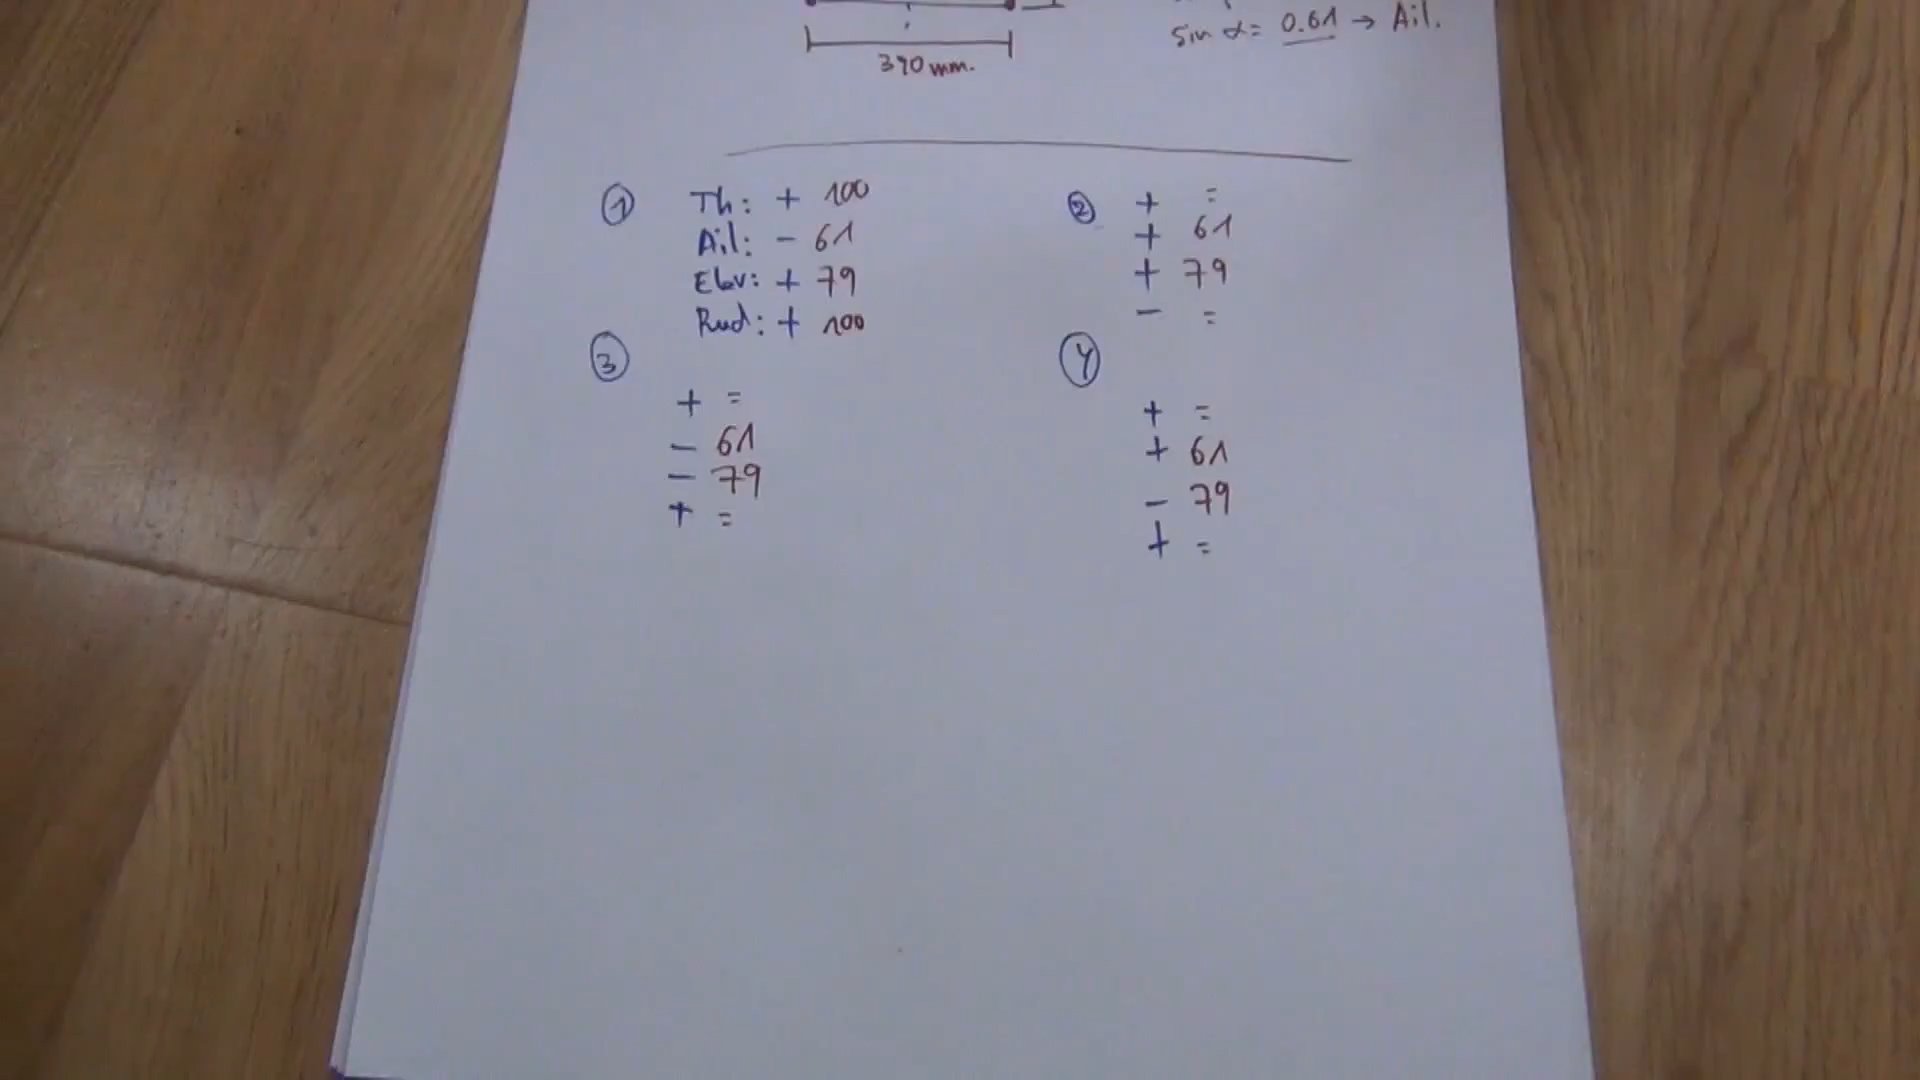 sin α = 0.61 → Ail.
390 mm.
① Th: + 100
Ail: - 61
Elev: + 79
Rud: + 100
② + =
+ 61
+ 79
- =
③
+ =
- 61
- 79
+ =
④
+ =
+ 61
- 79
+ =